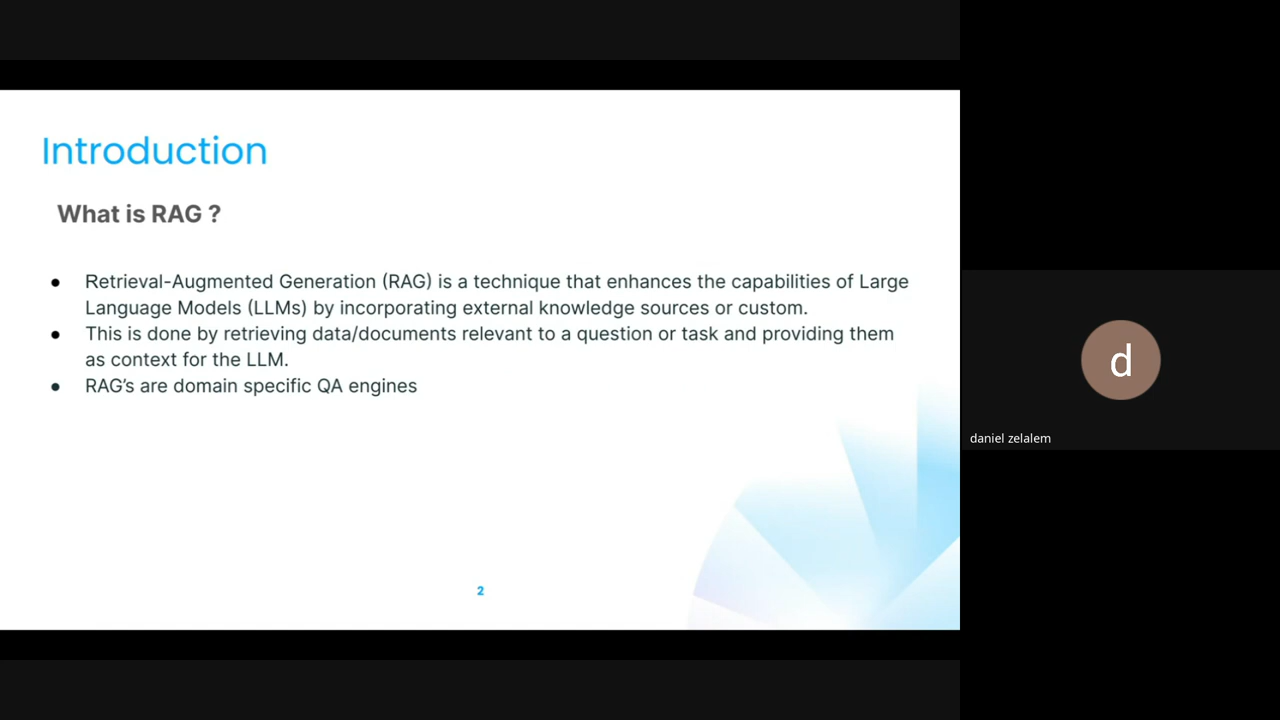 Introduction
What is RAG ?
● Retrieval-Augmented Generation (RAG) is a technique that enhances the capabilities of Large
Language Models (LLMs) by incorporating external knowledge sources or custom.
● This is done by retrieving data/documents relevant to a question or task and providing them
as context for the LLM.
● RAG’s are domain specific QA engines
2
d
daniel zelalem